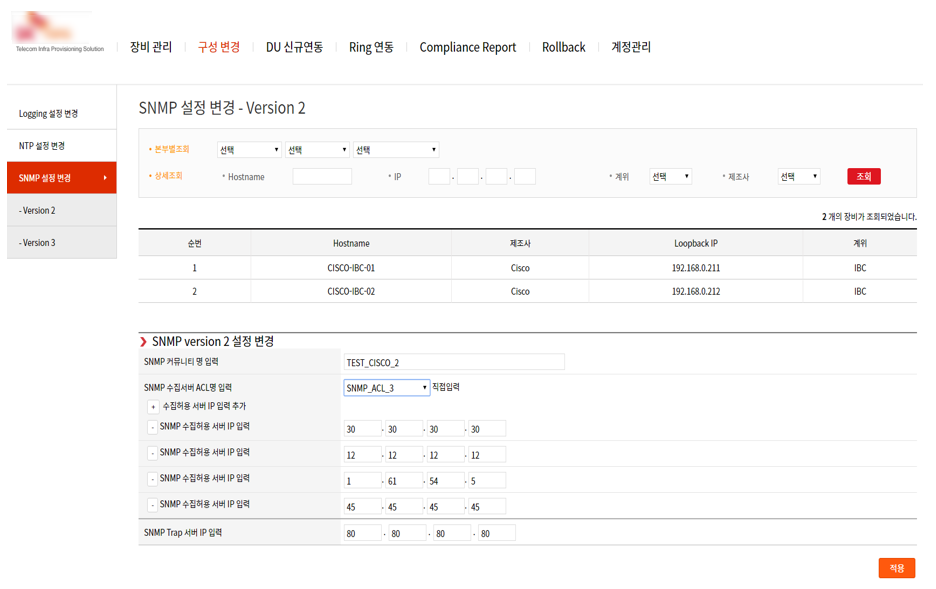 Telecom Infra Provisioning Solution
장비 관리 구성 변경 DU 신규연동 Ring 연동 Compliance Report Rollback 계정관리
Logging 설정 변경
NTP 설정 변경
SNMP 설정 변경
- Version 2
- Version 3
SNMP 설정 변경 - Version 2
• 본부별조회 선택 선택 선택
• 상세조회 * Hostname * IP . . . * 계위 선택 * 제조사 선택 조회
2 개의 장비가 조회되었습니다.
순번 Hostname 제조사 Loopback IP 계위
1 CISCO-IBC-01 Cisco 192.168.0.211 IBC
2 CISCO-IBC-02 Cisco 192.168.0.212 IBC
SNMP version 2 설정 변경
SNMP 커뮤니티 명 입력 TEST_CISCO_2
SNMP 수집서버 ACL명 입력 SNMP_ACL_3 직접입력
+ 수집허용 서버 IP 입력 추가
- SNMP 수집허용 서버 IP 입력 30 . 30 . 30 . 30
- SNMP 수집허용 서버 IP 입력 12 . 12 . 12 . 12
- SNMP 수집허용 서버 IP 입력 1 . 61 . 54 . 5
- SNMP 수집허용 서버 IP 입력 45 . 45 . 45 . 45
SNMP Trap 서버 IP 입력 80 . 80 . 80 . 80
적용